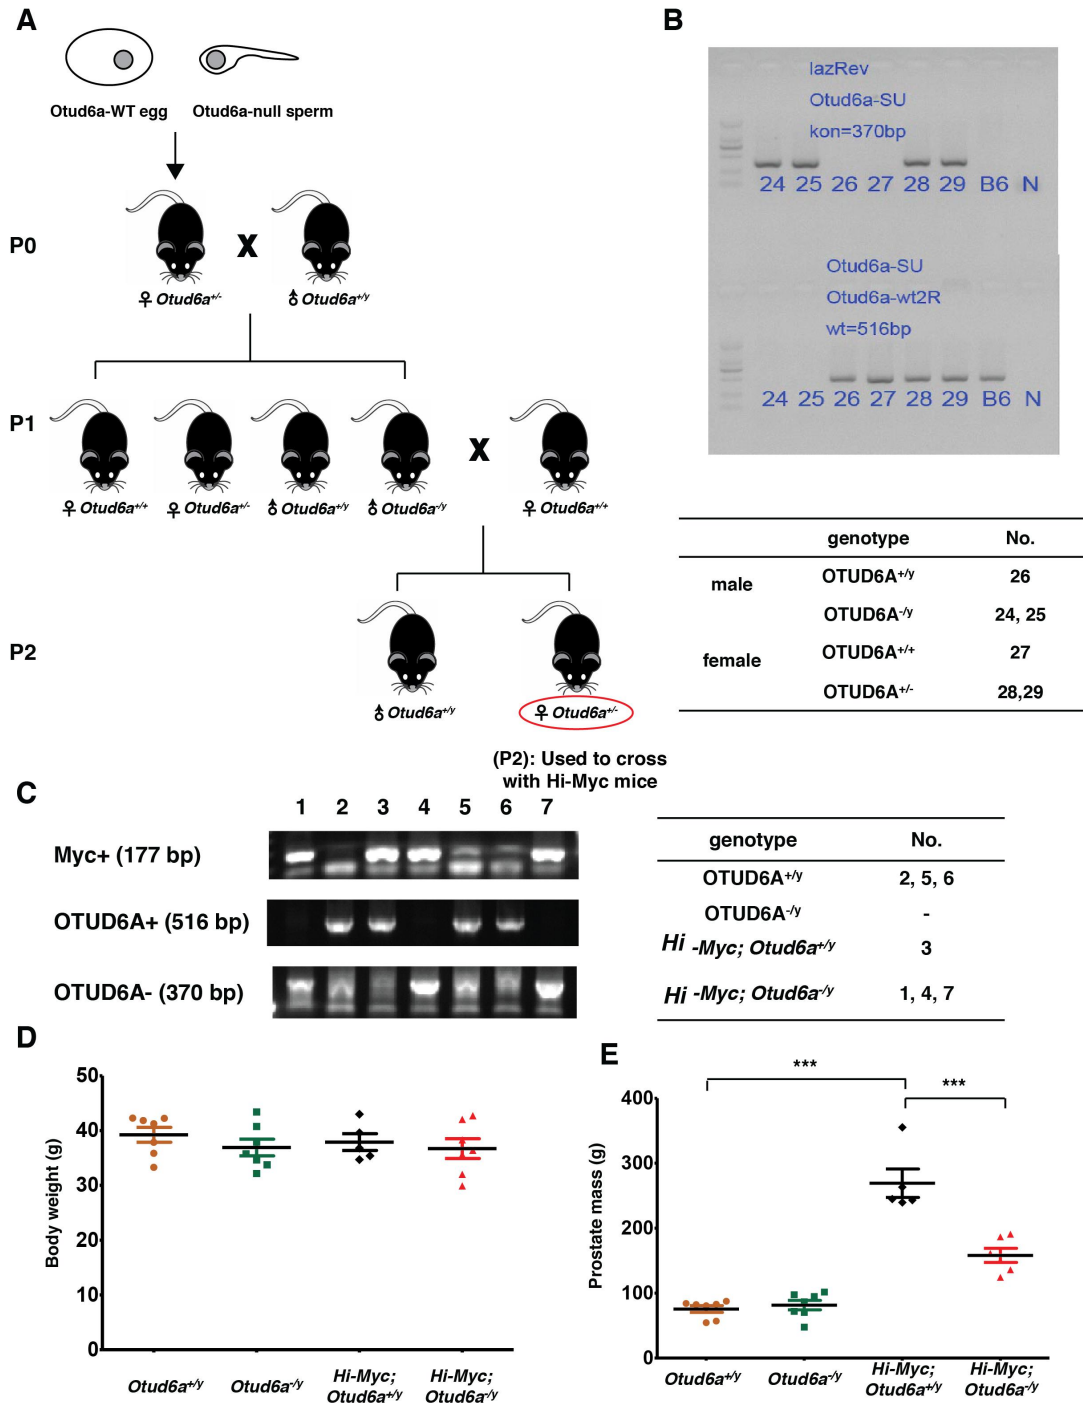 A
Otud6a-WT egg
Otud6a-null sperm
P0
X
♀ Otud6a+/-
♂ Otud6a+/y
P1
X
♀ Otud6a+/+
♀ Otud6a+/-
♂ Otud6a+/y
♂ Otud6a-/y
♀ Otud6a+/+
P2
♂ Otud6a+/y
♀ Otud6a+/-
(P2): Used to cross
with Hi-Myc mice
B
lazRev
Otud6a-SU
kon=370bp
24 25 26 27 28 29 B6 N
Otud6a-SU
Otud6a-wt2R
wt=516bp
24 25 26 27 28 29 B6 N
genotype No.
male OTUD6A+/y 26
OTUD6A-/y 24, 25
female OTUD6A+/+ 27
OTUD6A+/- 28,29
C
1 2 3 4 5 6 7
Myc+ (177 bp)
OTUD6A+ (516 bp)
OTUD6A- (370 bp)
genotype No.
OTUD6A+/y 2, 5, 6
OTUD6A-/y -
Hi -Myc; Otud6a+/y 3
Hi -Myc; Otud6a-/y 1, 4, 7
D
Body weight (g)
50
40
30
20
10
0
Otud6a+/y
Otud6a-/y
Hi-Myc;
Otud6a+/y
Hi-Myc;
Otud6a-/y
E
***
***
Prostate mass (g)
400
300
200
100
0
Otud6a+/y
Otud6a-/y
Hi-Myc;
Otud6a+/y
Hi-Myc;
Otud6a-/y